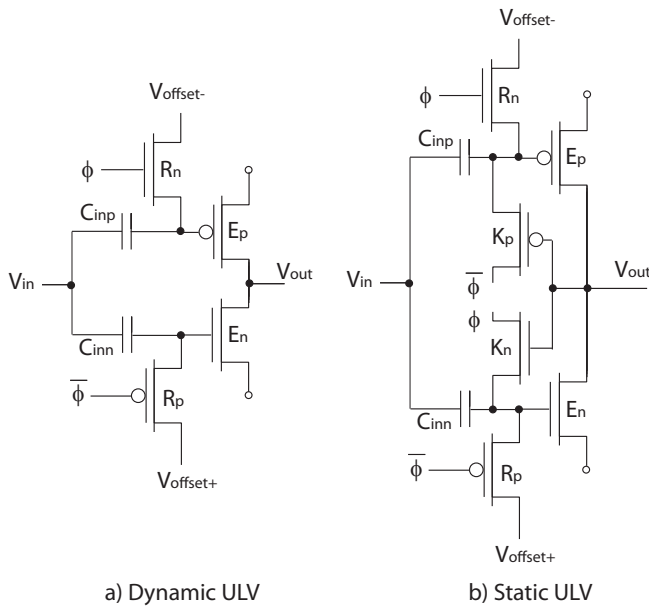 Voffset-
ϕ
Rn
Cinp
Ep
Vin
Vout
Cinn
En
ϕ̅
Rp
Voffset+
a) Dynamic ULV
Voffset-
ϕ
Rn
Cinp
Ep
Kp
ϕ̅
Vin
Vout
ϕ
Kn
Cinn
En
ϕ̅
Rp
Voffset+
b) Static ULV